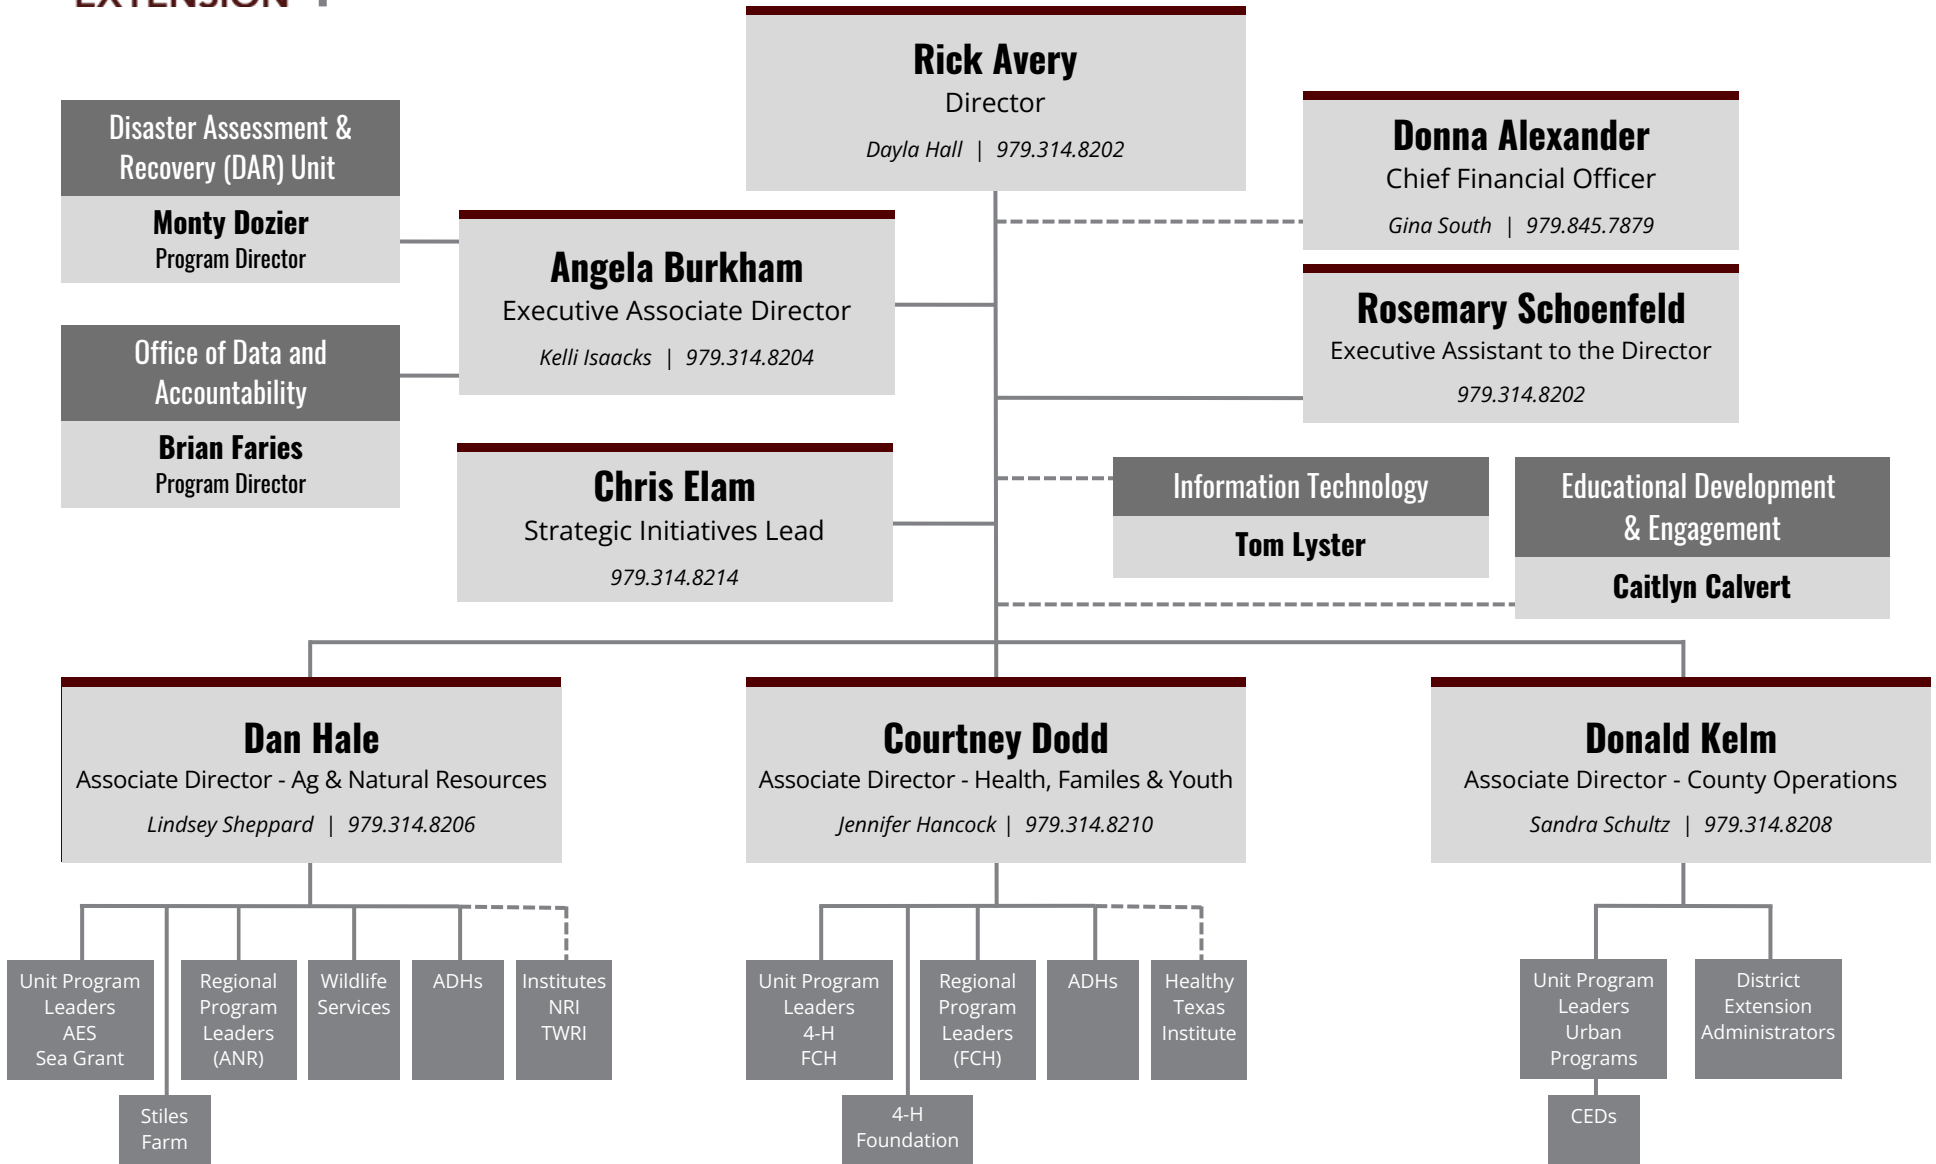 EXTENSION
Rick Avery
Director
Dayla Hall | 979.314.8202
Disaster Assessment &
Recovery (DAR) Unit
Monty Dozier
Program Director
Donna Alexander
Chief Financial Officer
Gina South | 979.845.7879
Angela Burkham
Executive Associate Director
Kelli Isaacks | 979.314.8204
Rosemary Schoenfeld
Executive Assistant to the Director
979.314.8202
Office of Data and
Accountability
Brian Faries
Program Director
Chris Elam
Strategic Initiatives Lead
979.314.8214
Information Technology
Tom Lyster
Educational Development
& Engagement
Caitlyn Calvert
Dan Hale
Associate Director - Ag & Natural Resources
Lindsey Sheppard | 979.314.8206
Courtney Dodd
Associate Director - Health, Familes & Youth
Jennifer Hancock | 979.314.8210
Donald Kelm
Associate Director - County Operations
Sandra Schultz | 979.314.8208
Unit Program
Leaders
AES
Sea Grant
Stiles
Farm
Regional
Program
Leaders
(ANR)
Wildlife
Services
ADHs
Institutes
NRI
TWRI
Unit Program
Leaders
4-H
FCH
4-H
Foundation
Regional
Program
Leaders
(FCH)
ADHs
Healthy
Texas
Institute
Unit Program
Leaders
Urban
Programs
CEDs
District
Extension
Administrators